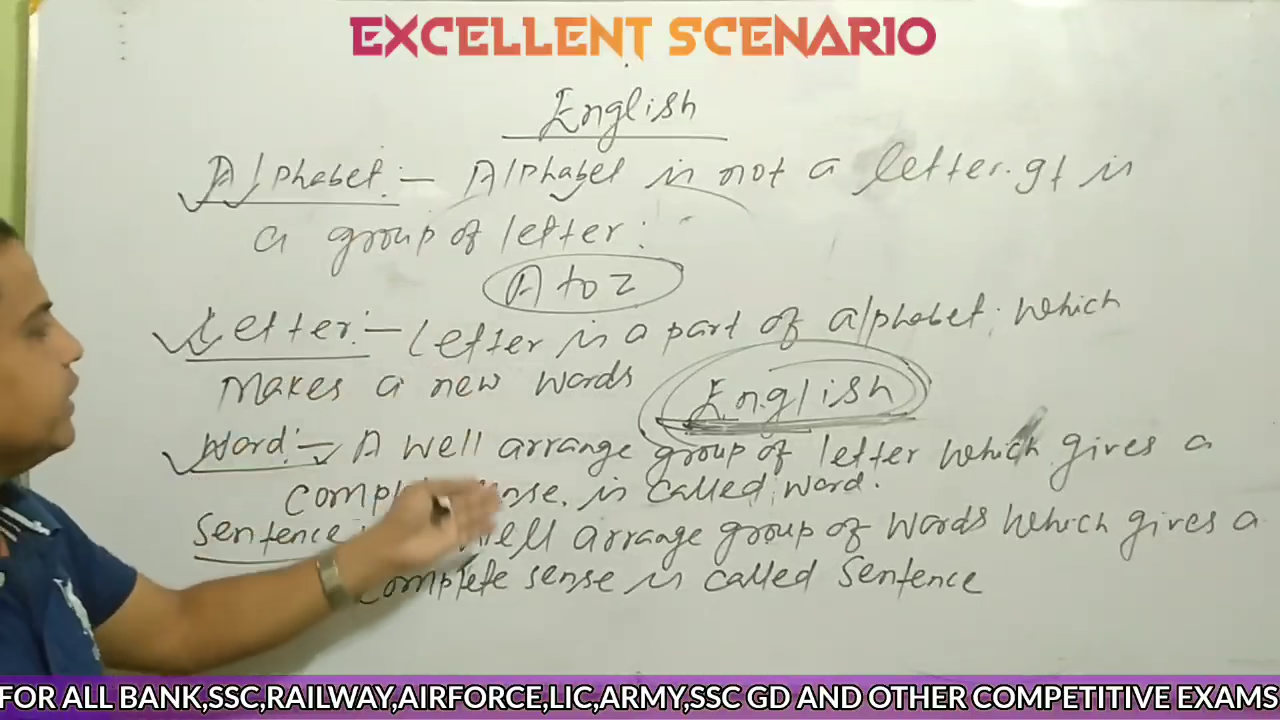 EXCELLENT SCENARIO
English
Alphabet:- Alphabet is not a letter. It is
a group of letter:
A to Z
Letter:- Letter is a part of alphabet. which
makes a new words
English
Word:- A well arrange group of letter which gives a
sense. is called word.
Sentence well arrange group of words which gives a
complete sense is called Sentence
FOR ALL BANK,SSC,RAILWAY,AIRFORCE,LIC,ARMY,SSC GD AND OTHER COMPETITIVE EXAMS